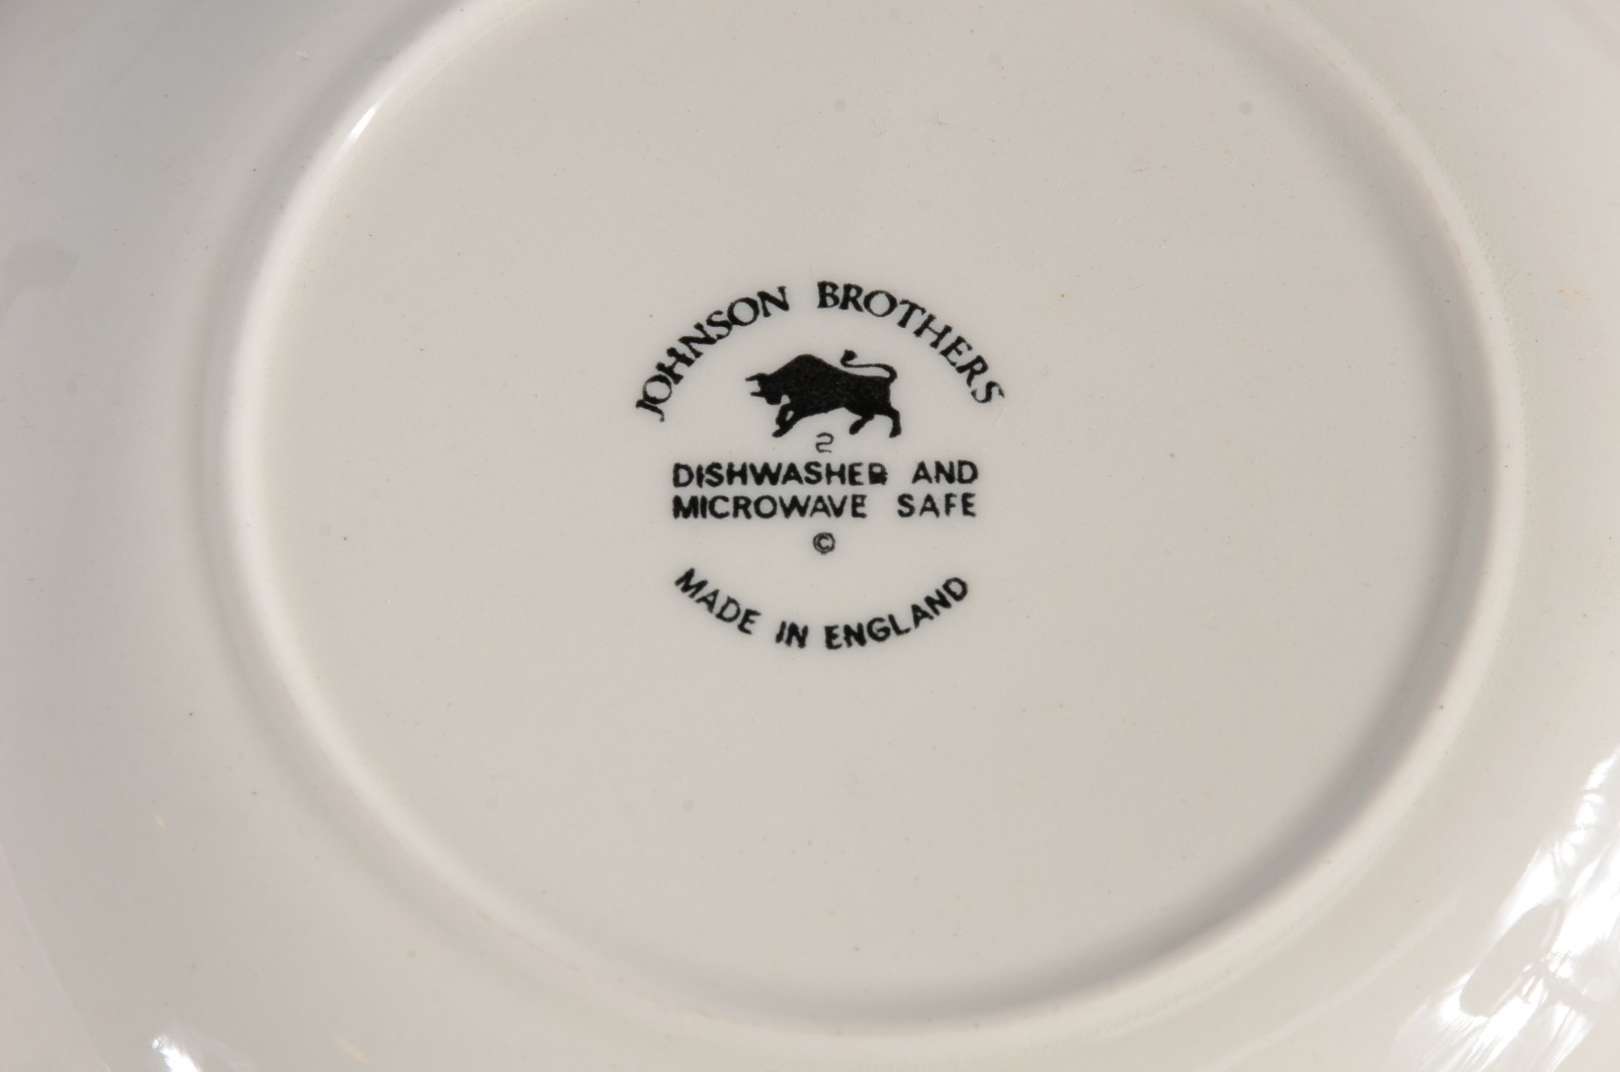 JOHNSON BROTHERS
2
DISHWASHER AND
MICROWAVE SAFE
©
MADE IN ENGLAND